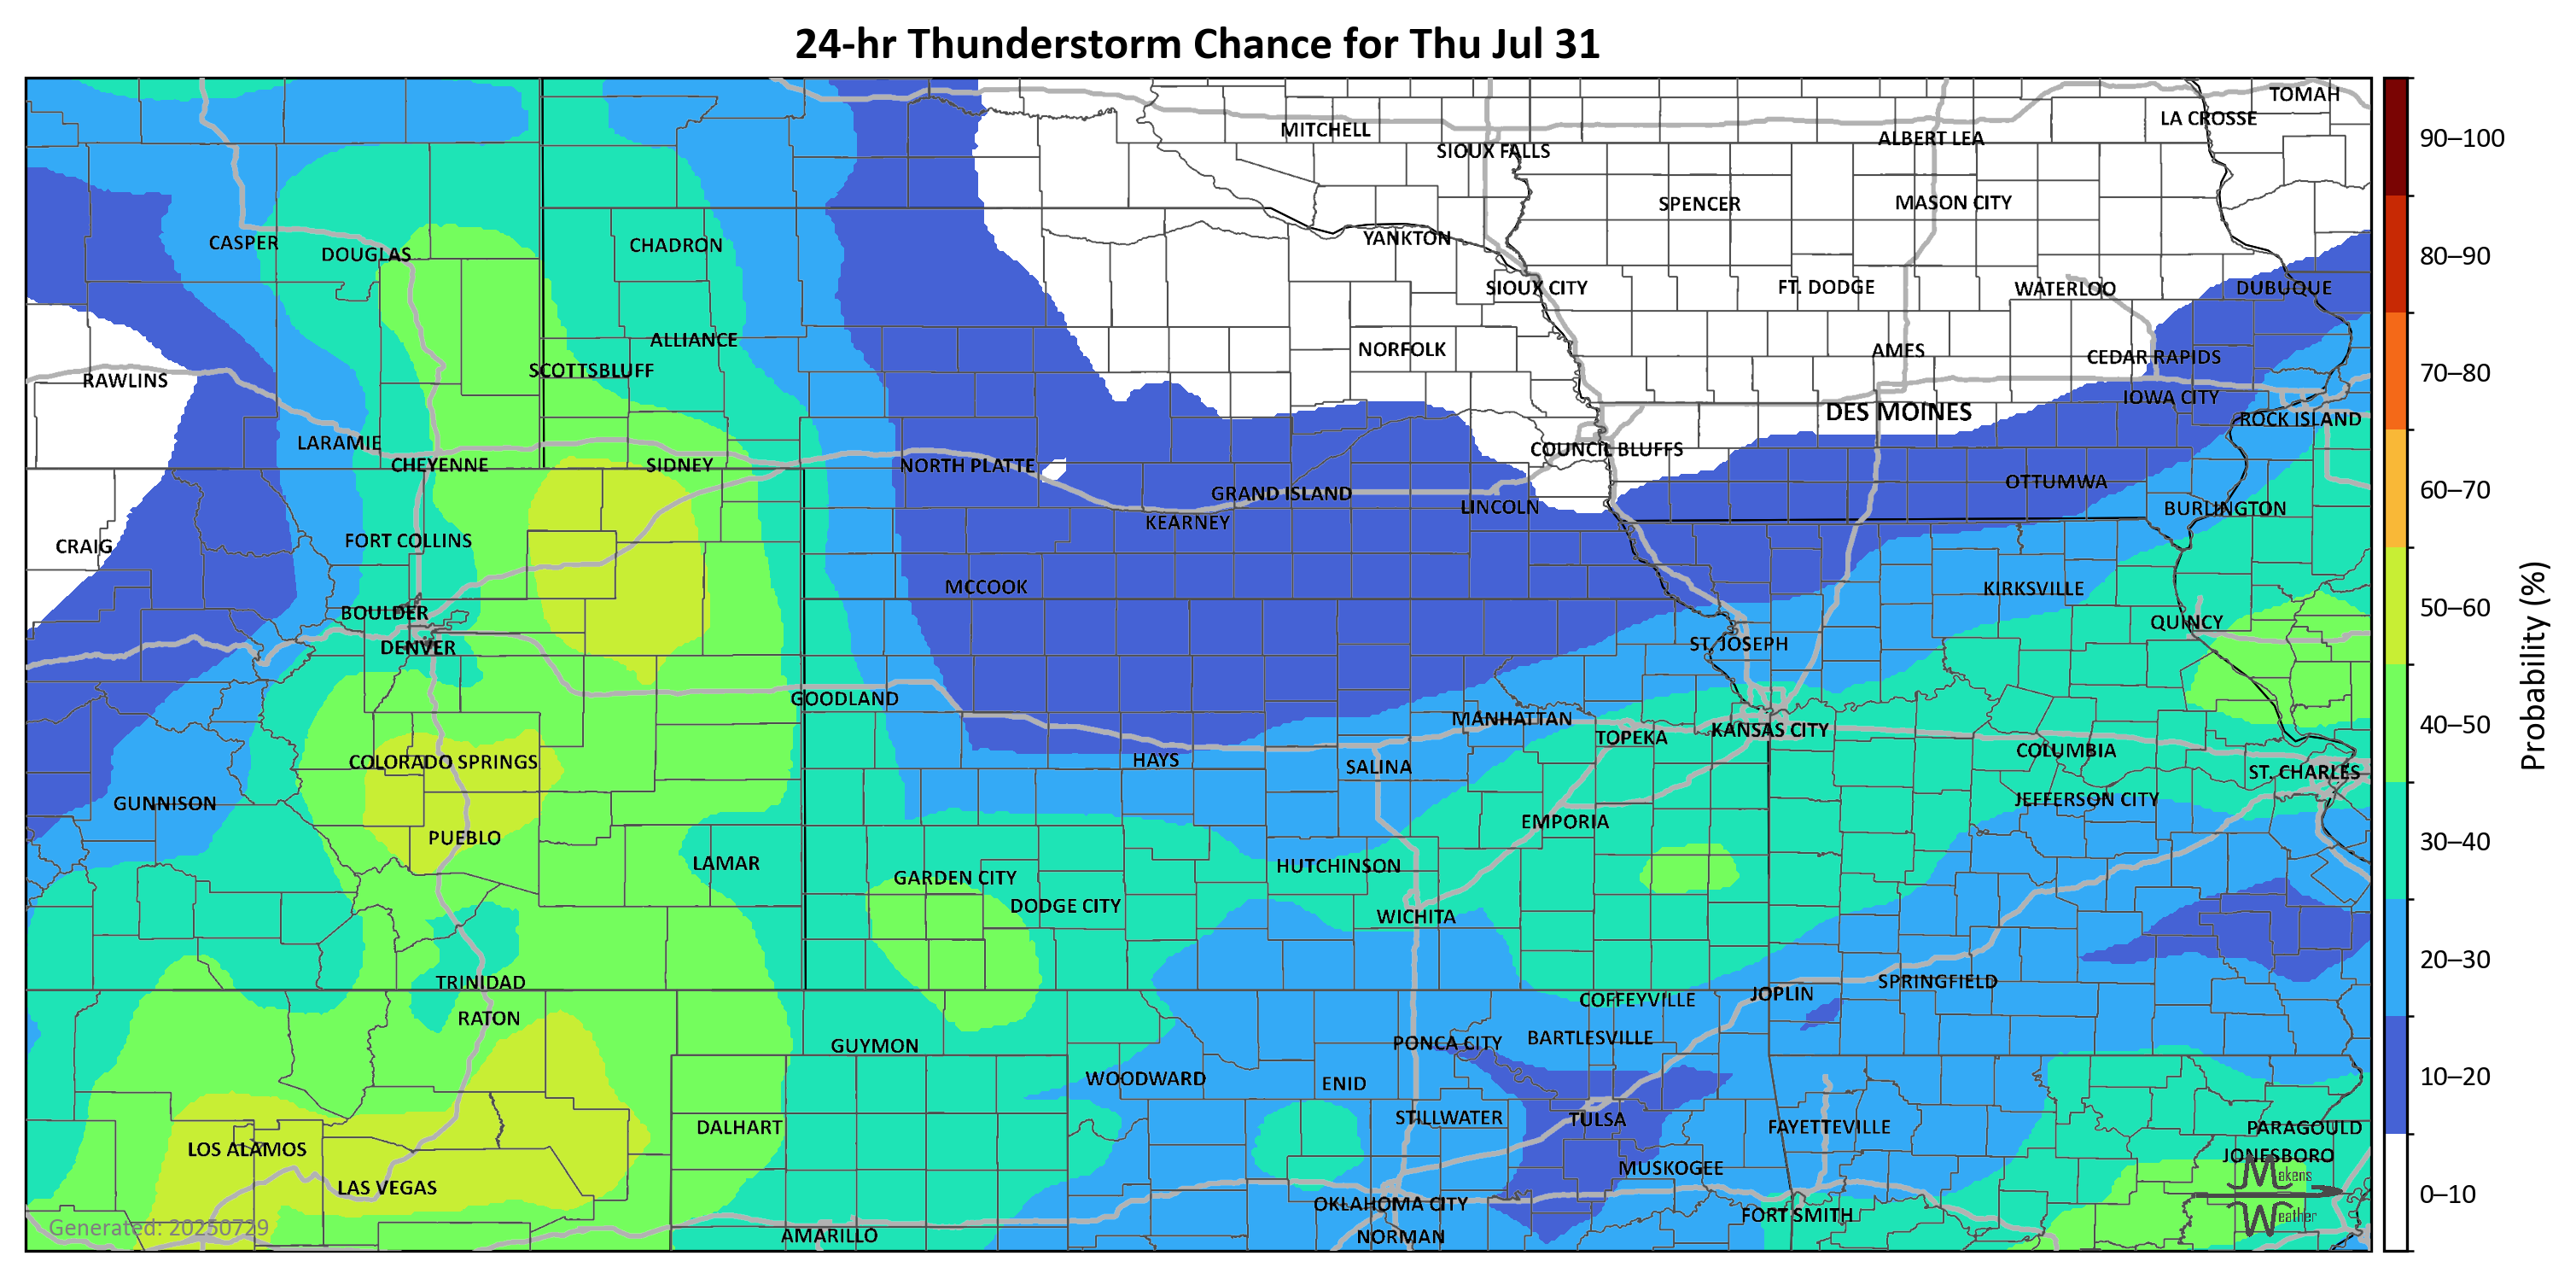 24-hr Thunderstorm Chance for Thu Jul 31
TOMAH
LA CROSSE
MITCHELL
ALBERT LEA
90–100
SIOUX FALLS
SPENCER
MASON CITY
YANKTON
CASPER
CHADRON
DOUGLAS
80–90
SIOUX CITY
FT. DODGE
WATERLOO
DUBUQUE
ALLIANCE
NORFOLK
AMES
CEDAR RAPIDS
SCOTTSBLUFF
70–80
RAWLINS
IOWA CITY
DES MOINES
ROCK ISLAND
LARAMIE
COUNCIL BLUFFS
CHEYENNE
SIDNEY
NORTH PLATTE
OTTUMWA
60–70
GRAND ISLAND
LINCOLN
BURLINGTON
KEARNEY
FORT COLLINS
CRAIG
MCCOOK
KIRKSVILLE
50–60
BOULDER
QUINCY
DENVER
ST. JOSEPH
Probability (%)
GOODLAND
MANHATTAN
40–50
KANSAS CITY
TOPEKA
COLUMBIA
COLORADO SPRINGS
HAYS
SALINA
ST. CHARLES
GUNNISON
JEFFERSON CITY
EMPORIA
PUEBLO
30–40
LAMAR
HUTCHINSON
GARDEN CITY
DODGE CITY
WICHITA
20–30
TRINIDAD
SPRINGFIELD
JOPLIN
COFFEYVILLE
RATON
BARTLESVILLE
PONCA CITY
GUYMON
10–20
WOODWARD
ENID
STILLWATER
TULSA
DALHART
FAYETTEVILLE
PARAGOULD
LOS ALAMOS
JONESBORO
MUSKOGEE
Makens
LAS VEGAS
0–10
OKLAHOMA CITY
FORT SMITH
Weather
Generated: 20250729
AMARILLO
NORMAN